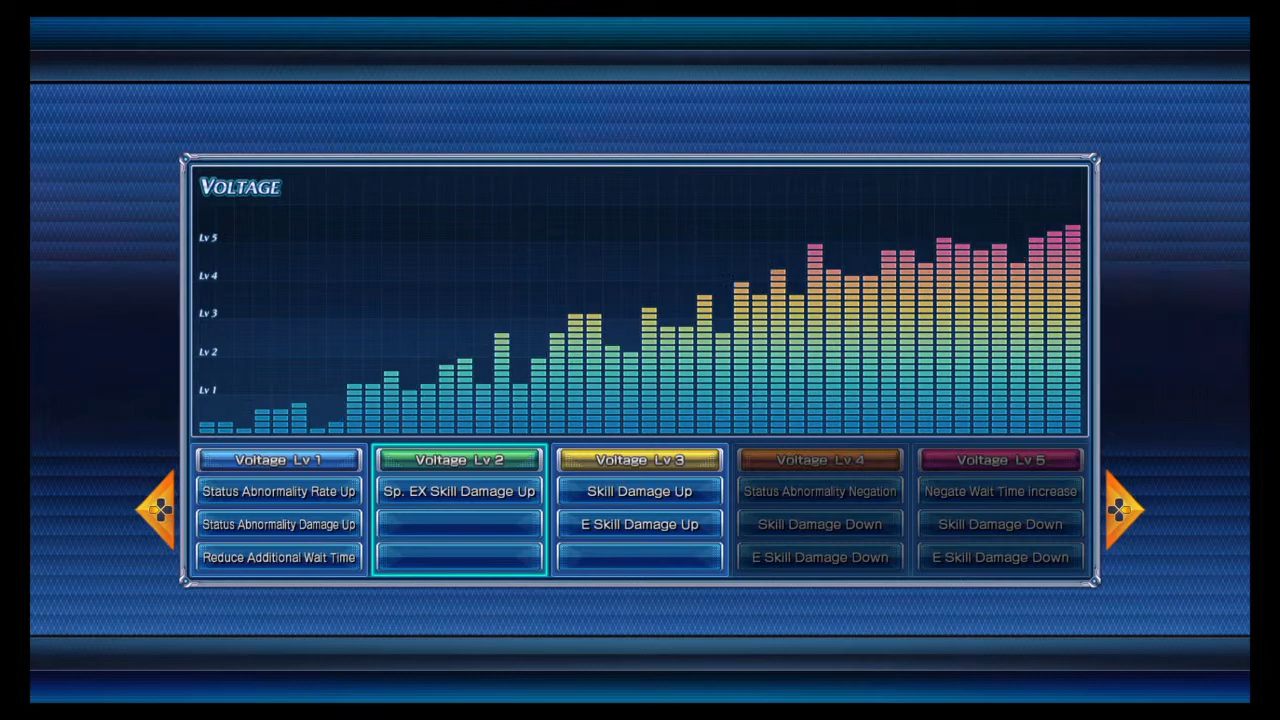 VOLTAGE
Lv 5
Lv 4
Lv 3
Lv 2
Lv 1
Voltage Lv 1
Status Abnormality Rate Up
Status Abnormality Damage Up
Reduce Additional Wait Time
Voltage Lv 2
Sp. EX Skill Damage Up
Voltage Lv 3
Skill Damage Up
E Skill Damage Up
Voltage Lv 4
Status Abnormality Negation
Skill Damage Down
E Skill Damage Down
Voltage Lv 5
Negate Wait Time increase
Skill Damage Down
E Skill Damage Down